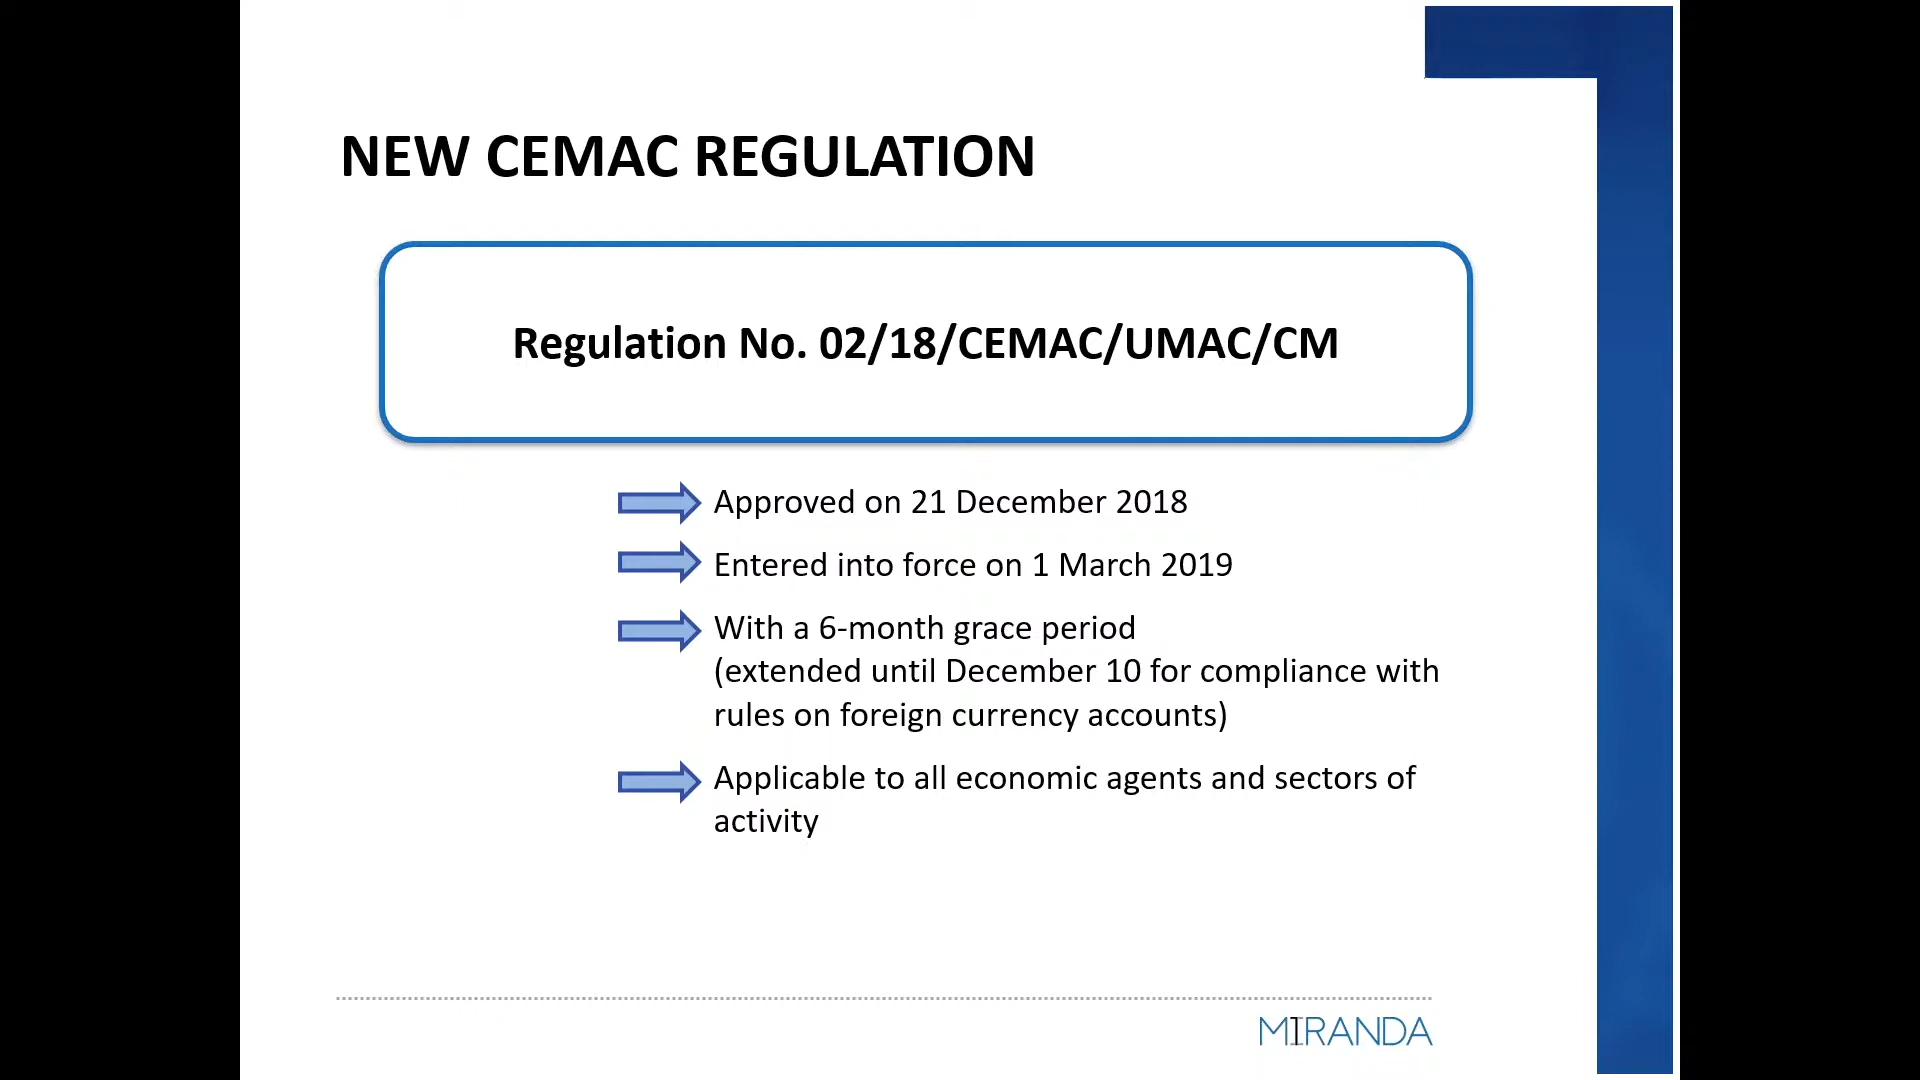 NEW CEMAC REGULATION
Regulation No. 02/18/CEMAC/UMAC/CM
Approved on 21 December 2018
Entered into force on 1 March 2019
With a 6-month grace period
(extended until December 10 for compliance with
rules on foreign currency accounts)
Applicable to all economic agents and sectors of
activity
MIRANDA